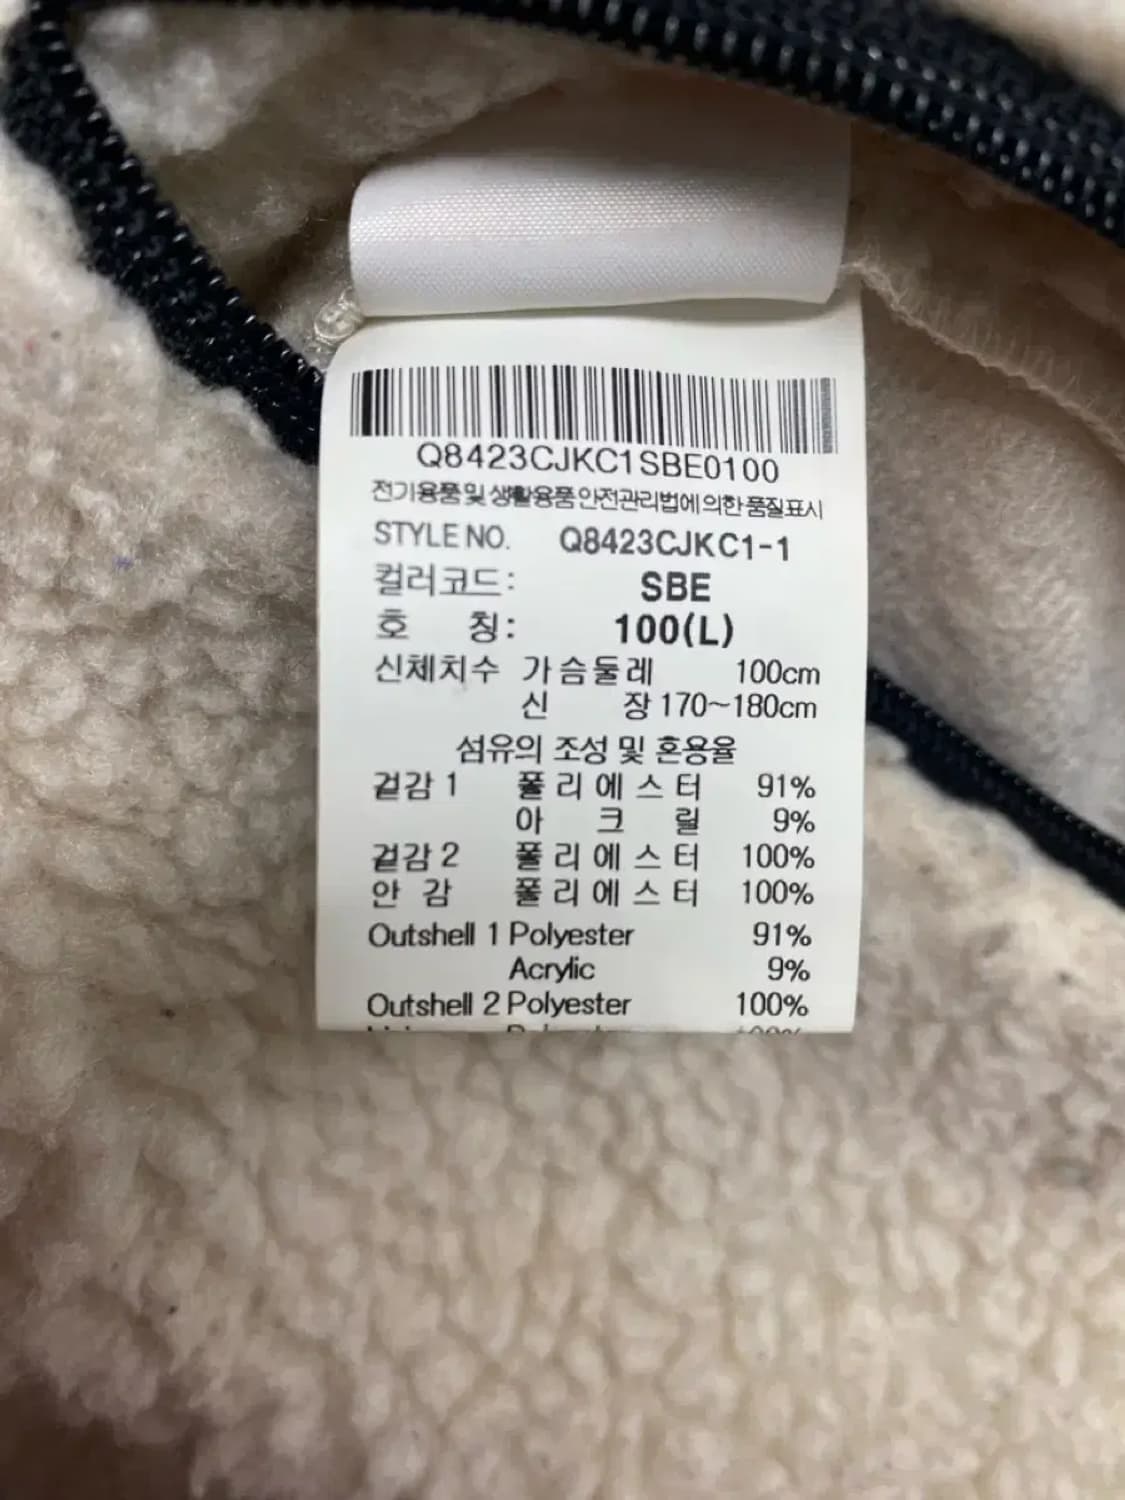 Q8423CJKC1SBE0100
전기용품및 생활용품안전관리법에의한 품질표시
STYLE NO. Q8423CJKC1-1
컬러코드: SBE
호 칭: 100(L)
신체치수 가슴둘레 100cm
신 장 170~180cm
섬유의 조성 및 혼용율
겉감 1 폴리에스터 91%
아 크 릴 9%
겉감 2 폴리에스터 100%
안 감 폴리에스터 100%
Outshell 1 Polyester 91%
Acrylic 9%
Outshell 2 Polyester 100%